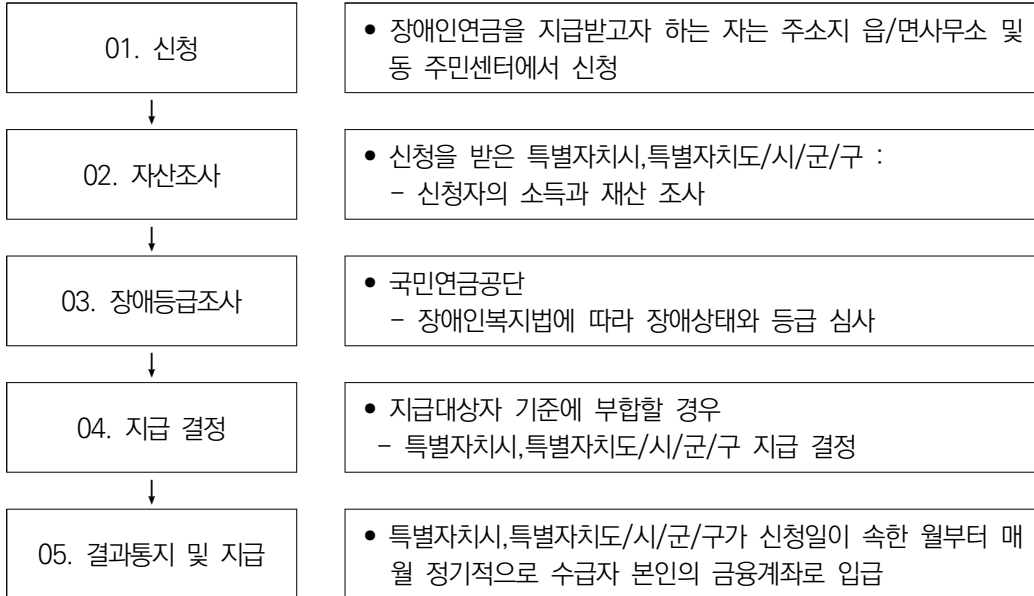 01. 신청
• 장애인연금을 지급받고자 하는 자는 주소지 읍/면사무소 및
동 주민센터에서 신청
02. 자산조사
• 신청을 받은 특별자치시,특별자치도/시/군/구 :
- 신청자의 소득과 재산 조사
03. 장애등급조사
• 국민연금공단
- 장애인복지법에 따라 장애상태와 등급 심사
04. 지급 결정
• 지급대상자 기준에 부합할 경우
- 특별자치시,특별자치도/시/군/구 지급 결정
05. 결과통지 및 지급
• 특별자치시,특별자치도/시/군/구가 신청일이 속한 월부터 매
월 정기적으로 수급자 본인의 금융계좌로 입급